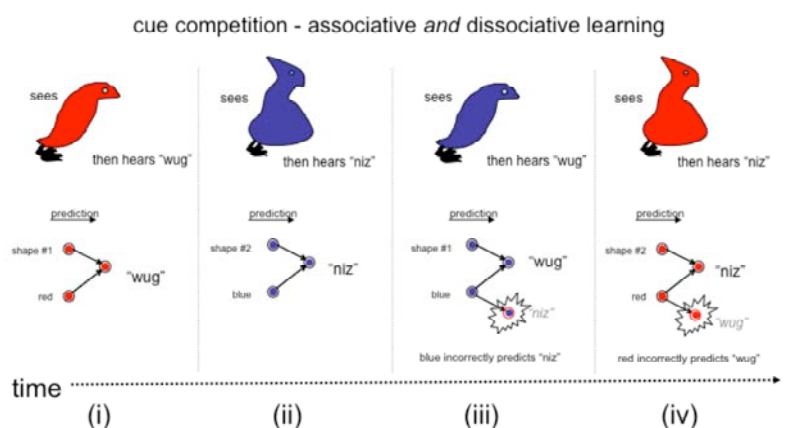 cue competition - associative and dissociative learning
sees
then hears "wug"
sees
then hears "niz"
sees
then hears "wug"
sees
then hears "niz"
prediction
shape #1
red
"wug"
prediction
shape #2
blue
"niz"
prediction
shape #1
blue
"wug"
"niz"
blue incorrectly predicts "niz"
prediction
shape #2
red
"niz"
"wug"
red incorrectly predicts "wug"
time
(i)
(ii)
(iii)
(iv)